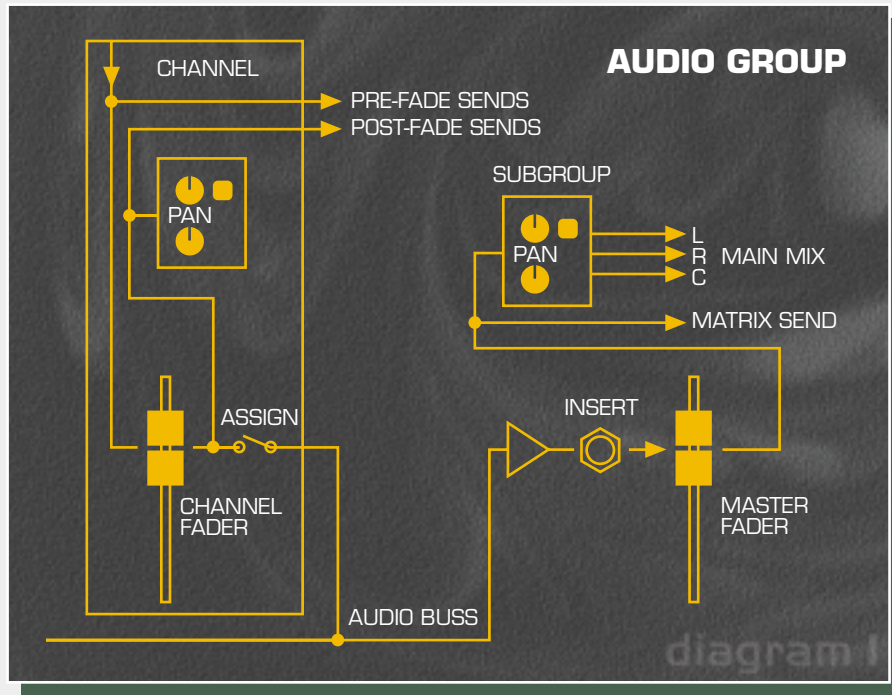 AUDIO GROUP
CHANNEL
PRE-FADE SENDS
POST-FADE SENDS
PAN
SUBGROUP
PAN
L
R
C
MAIN MIX
MATRIX SEND
ASSIGN
INSERT
CHANNEL
FADER
MASTER
FADER
AUDIO BUSS
diagram I